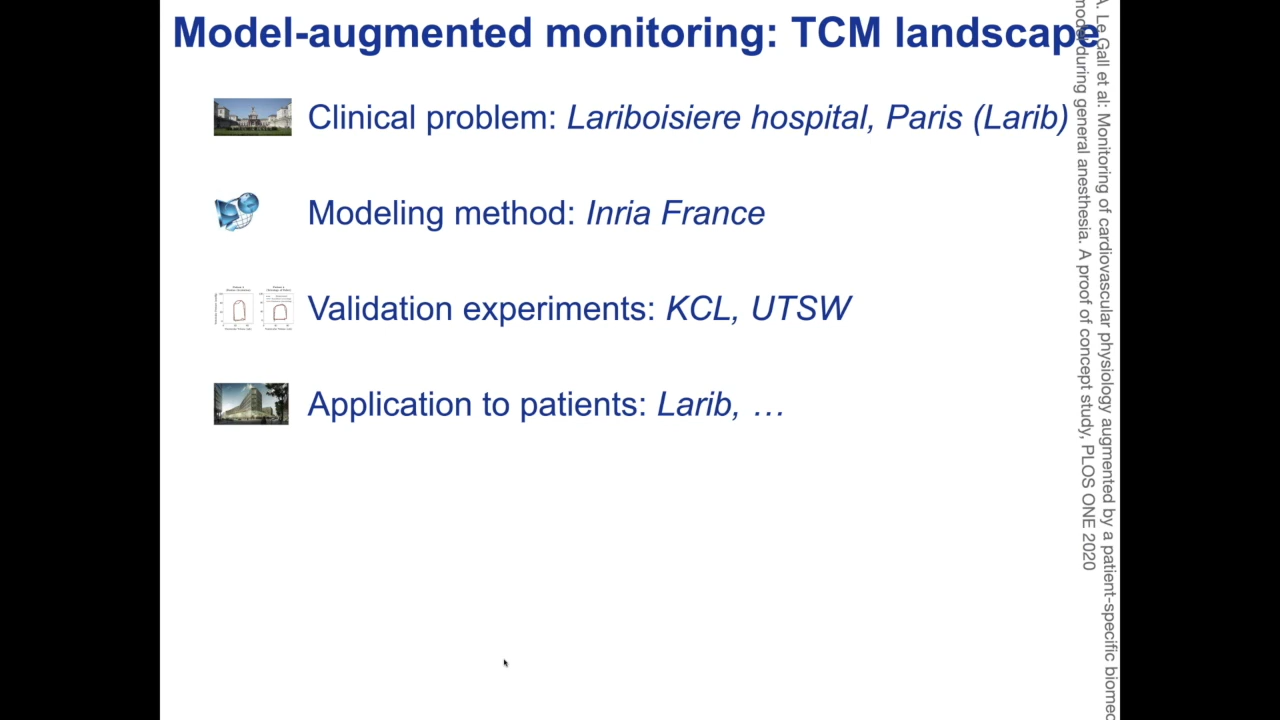 Model-augmented monitoring: TCM landscape
Clinical problem: Lariboisiere hospital, Paris (Larib)
Modeling method: Inria France
Validation experiments: KCL, UTSW
Application to patients: Larib, …
A. Le Gall et al: Monitoring of cardiovascular physiology augmented by a patient-specific biomec
model during general anesthesia. A proof of concept study, PLOS ONE 2020